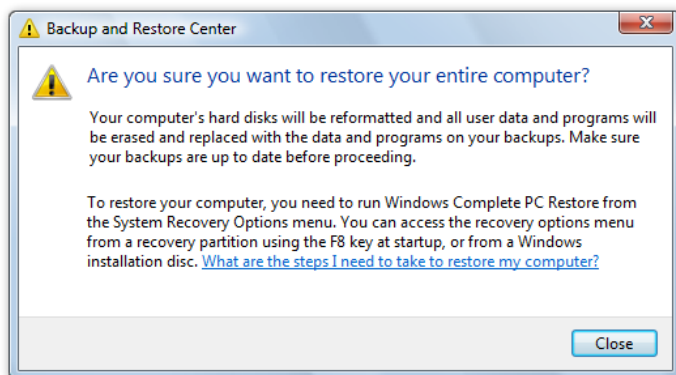 Backup and Restore Center
Are you sure you want to restore your entire computer?
Your computer's hard disks will be reformatted and all user data and programs will
be erased and replaced with the data and programs on your backups. Make sure
your backups are up to date before proceeding.
To restore your computer, you need to run Windows Complete PC Restore from
the System Recovery Options menu. You can access the recovery options menu
from a recovery partition using the F8 key at startup, or from a Windows
installation disc. What are the steps I need to take to restore my computer?
Close